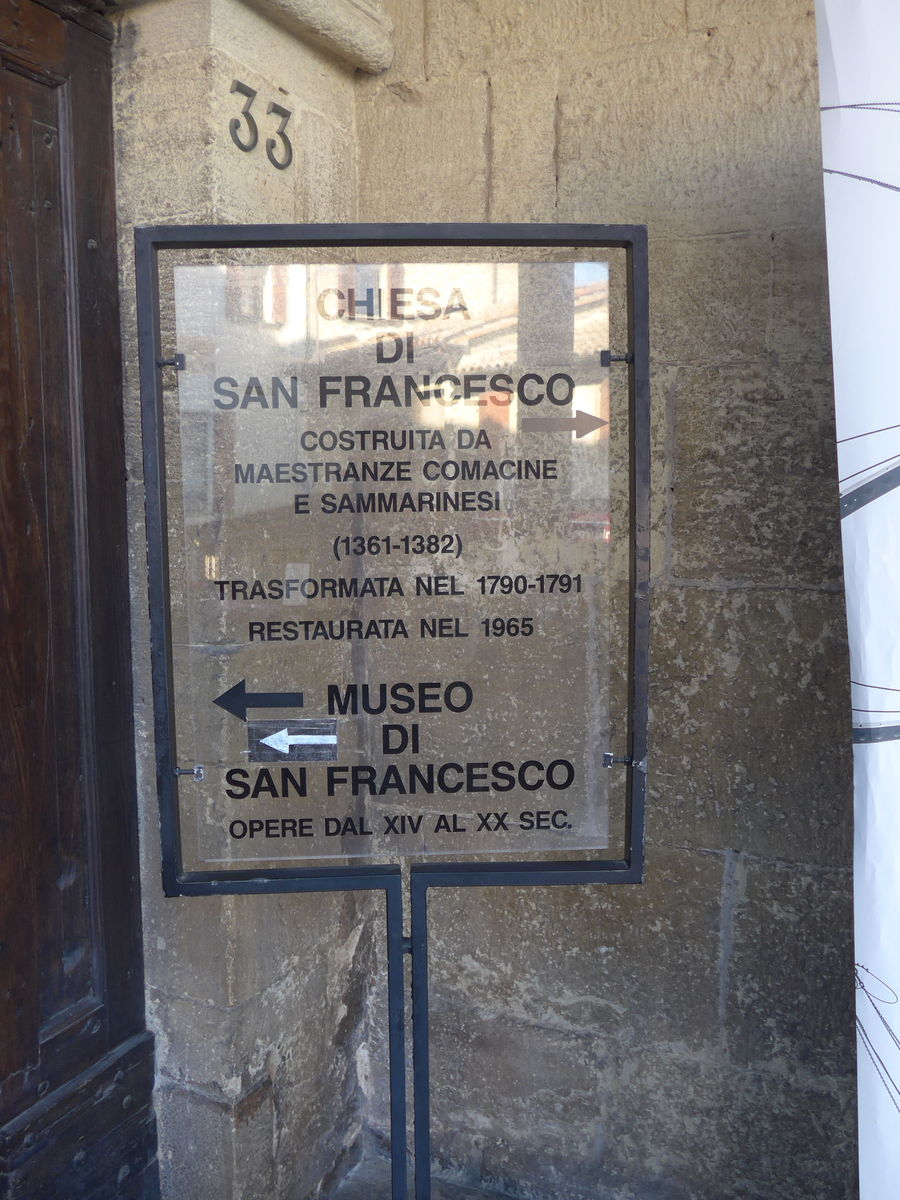 33
CHIESA
DI
SAN FRANCESCO
COSTRUITA DA
MAESTRANZE COMACINE
E SAMMARINESI
(1361-1382)
TRASFORMATA NEL 1790-1791
RESTAURATA NEL 1965
MUSEO
DI
SAN FRANCESCO
OPERE DAL XIV AL XX SEC.